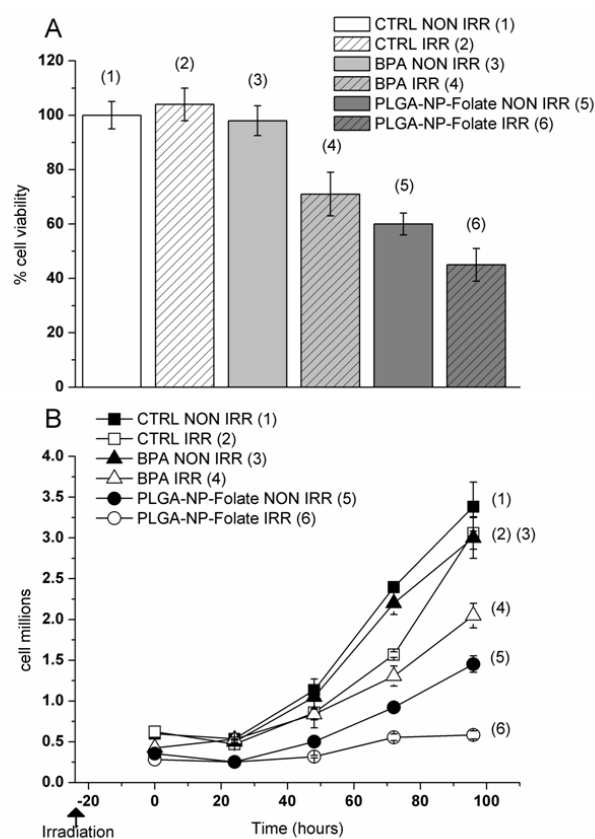 A
CTRL NON IRR (1)
CTRL IRR (2)
BPA NON IRR (3)
BPA IRR (4)
PLGA-NP-Folate NON IRR (5)
PLGA-NP-Folate IRR (6)
120
100
80
60
40
20
0
% cell viability
(1)
(2)
(3)
(4)
(5)
(6)
B
CTRL NON IRR (1)
CTRL IRR (2)
BPA NON IRR (3)
BPA IRR (4)
PLGA-NP-Folate NON IRR (5)
PLGA-NP-Folate IRR (6)
4.0
3.5
3.0
2.5
2.0
1.5
1.0
0.5
0.0
cell millions
(1)
(2) (3)
(4)
(5)
(6)
-20 0 20 40 60 80 100
Irradiation
Time (hours)